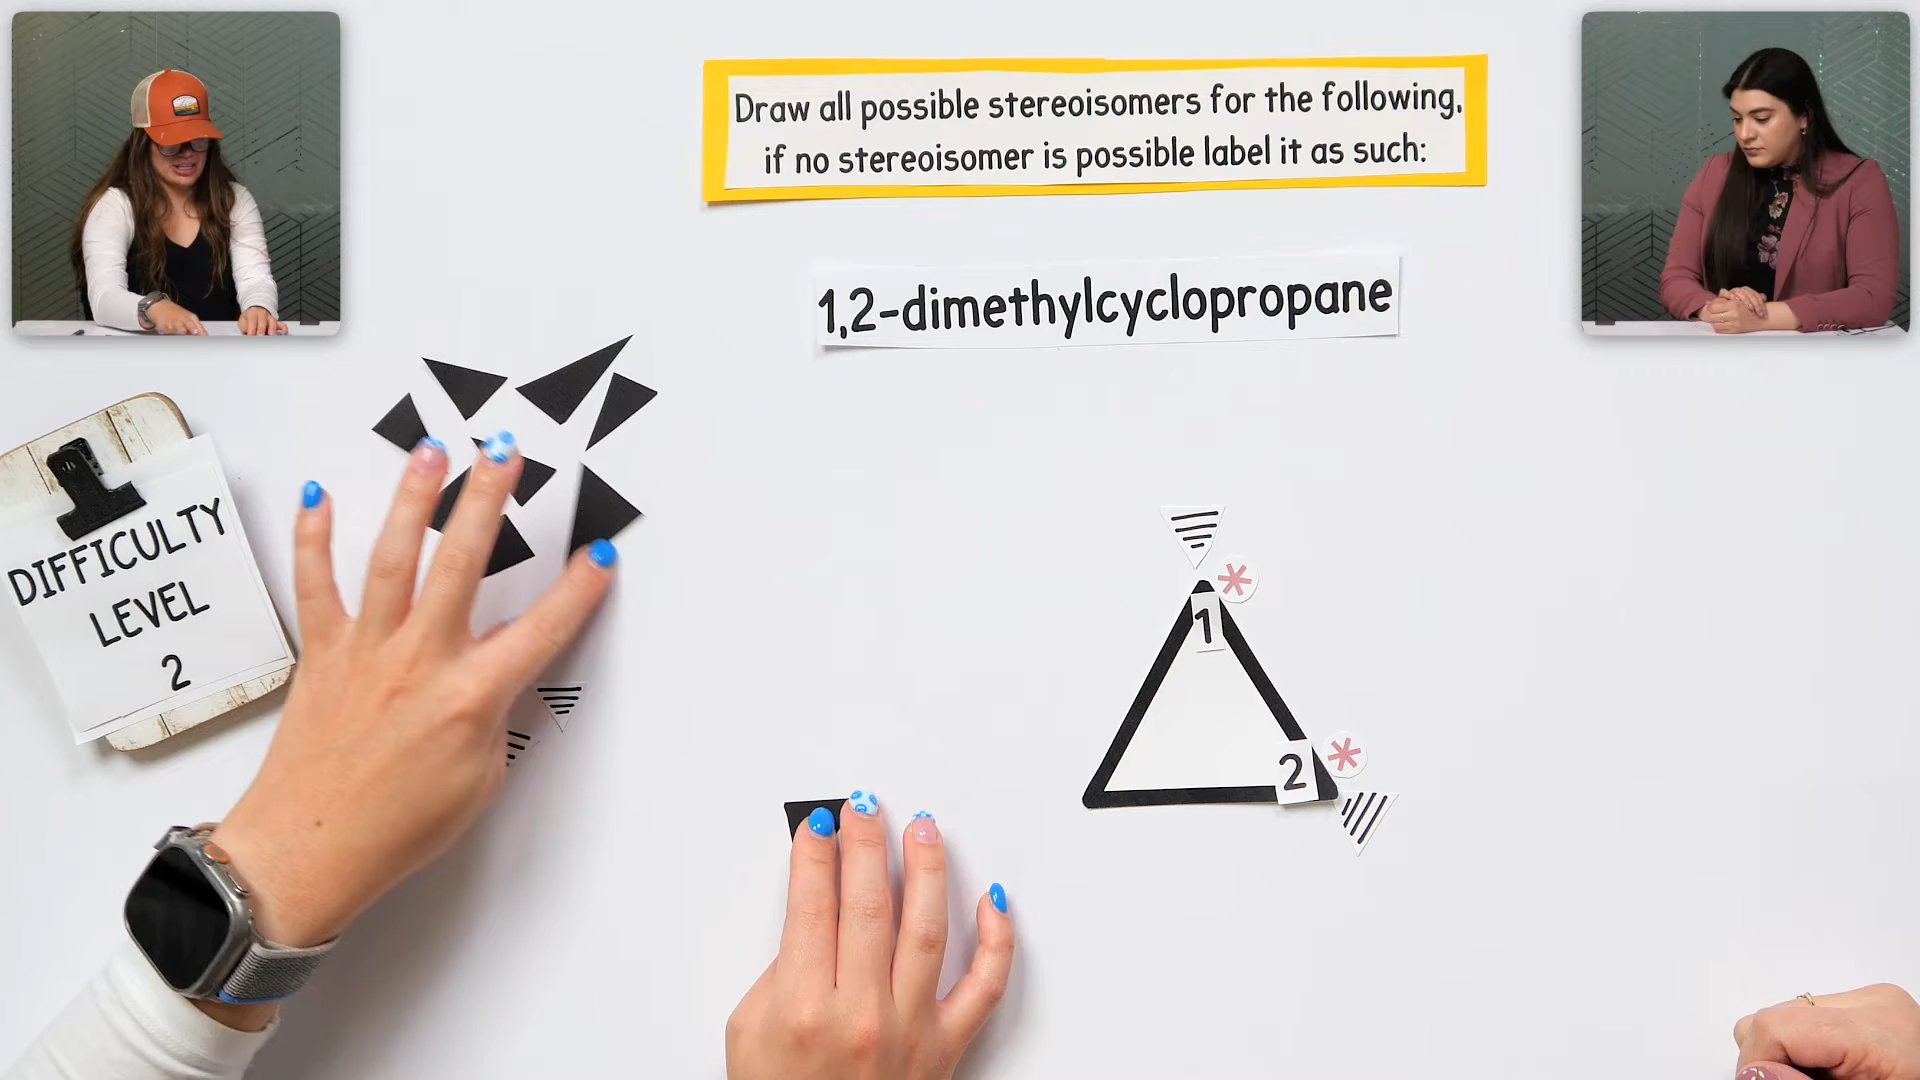 Draw all possible stereoisomers for the following,
if no stereoisomer is possible label it as such:
1,2-dimethylcyclopropane
DIFFICULTY
LEVEL
2
*
1
2
*